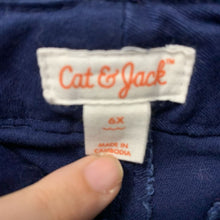 Cat & Jack™
6X
MADE IN
CAMBODIA